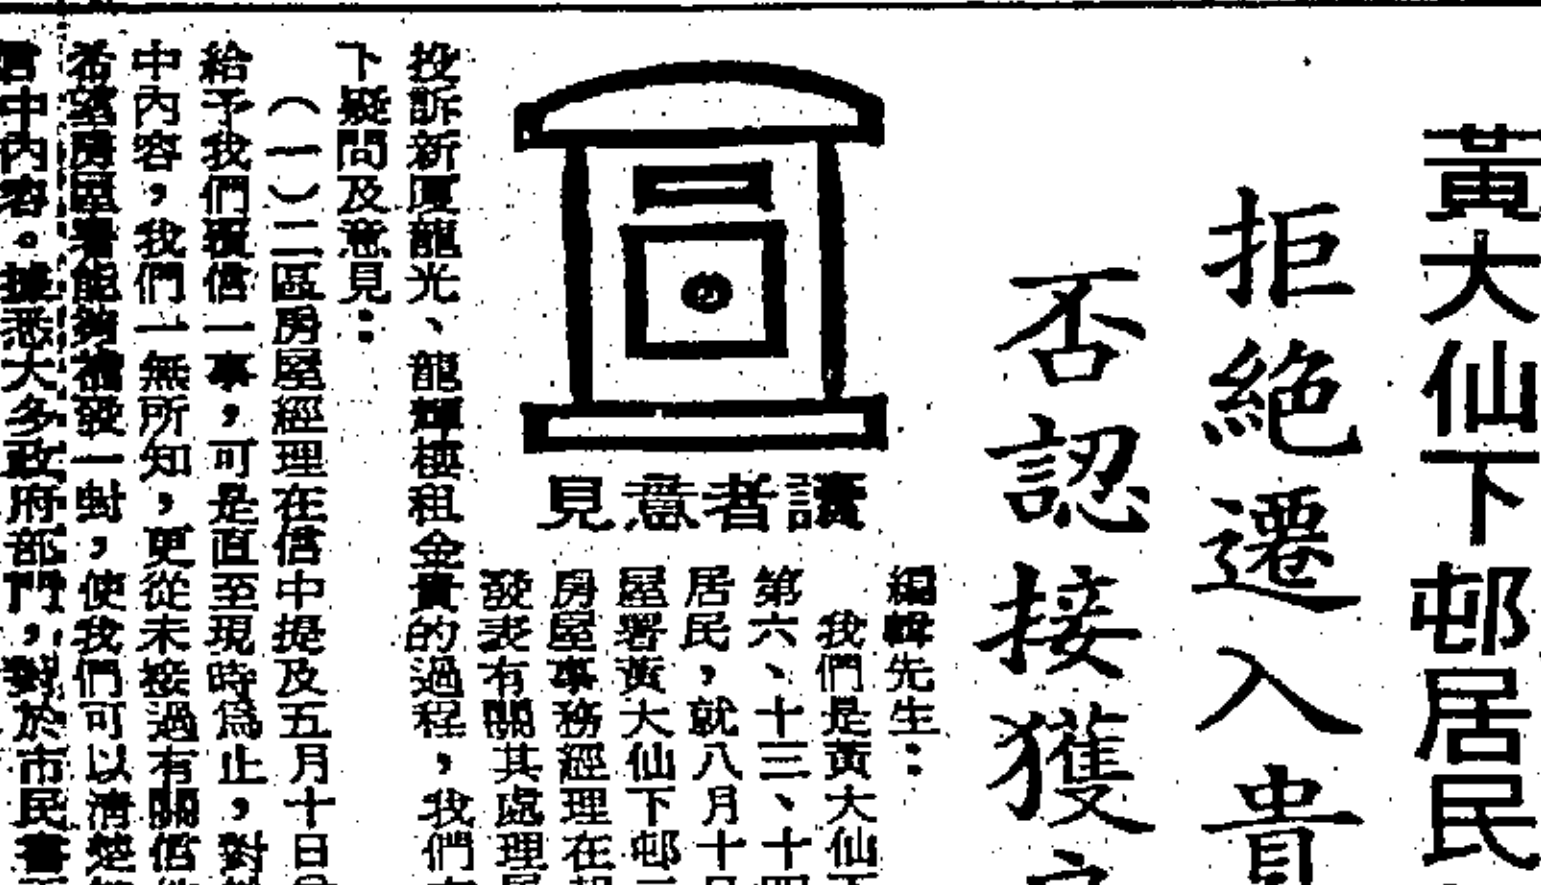 黃大仙下邨居民
拒絕遷入貴
否認接獲
讀者意見
編輯先生：
我們是黃大仙
第六、十三、十四
居民，就八月十
屋署黃大仙下邨
房屋事務經理在
發表有關其處理
投訴新廈龍光、龍輝樓租金貴的過程，我們
下疑問及意見：
（一）二區房屋經理在信中提及五月十日
給予我們覆信一事，可是直至現時為止，對
中內容，我們一無所知，更從未接過有關信
希望房屋署能夠補發一封，使我們可以清楚
信中內容。據悉大多政府部門，對於市民書